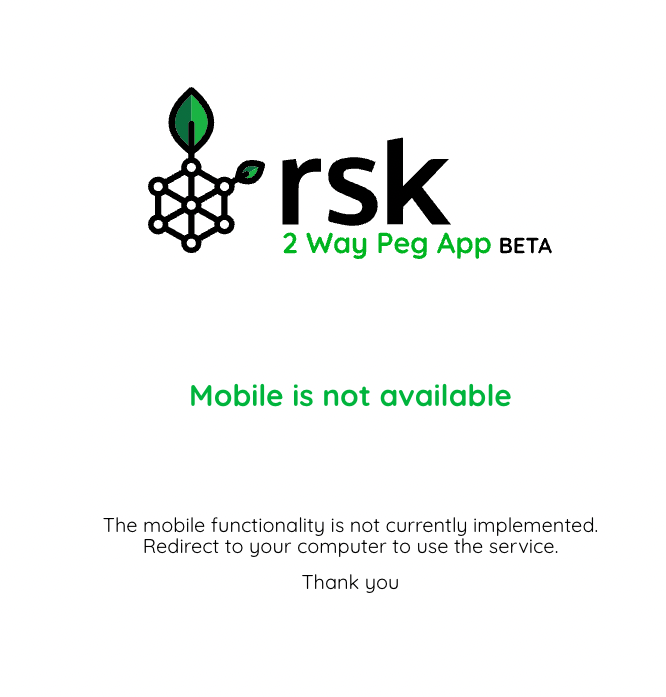 rsk
2 Way Peg App BETA
Mobile is not available
The mobile functionality is not currently implemented.
Redirect to your computer to use the service.
Thank you